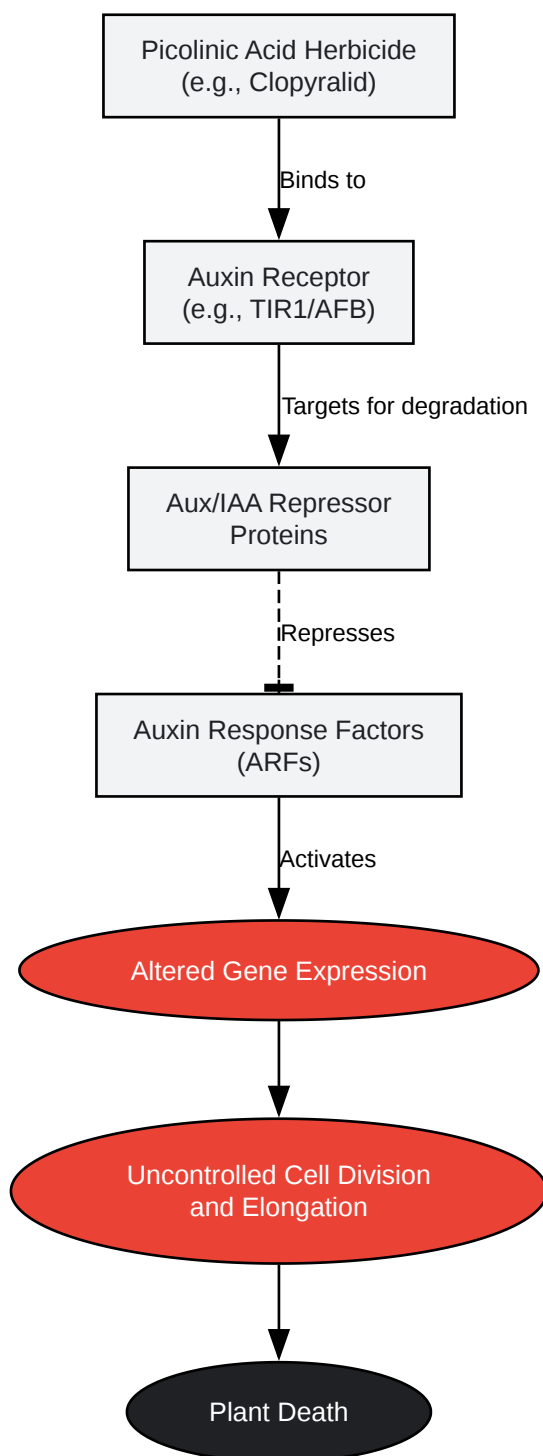 Picolinic Acid Herbicide
(e.g., Clopyralid)
Binds to
Auxin Receptor
(e.g., TIR1/AFB)
Targets for degradation
Aux/IAA Repressor
Proteins
Represses
Auxin Response Factors
(ARFs)
Activates
Altered Gene Expression
Uncontrolled Cell Division
and Elongation
Plant Death